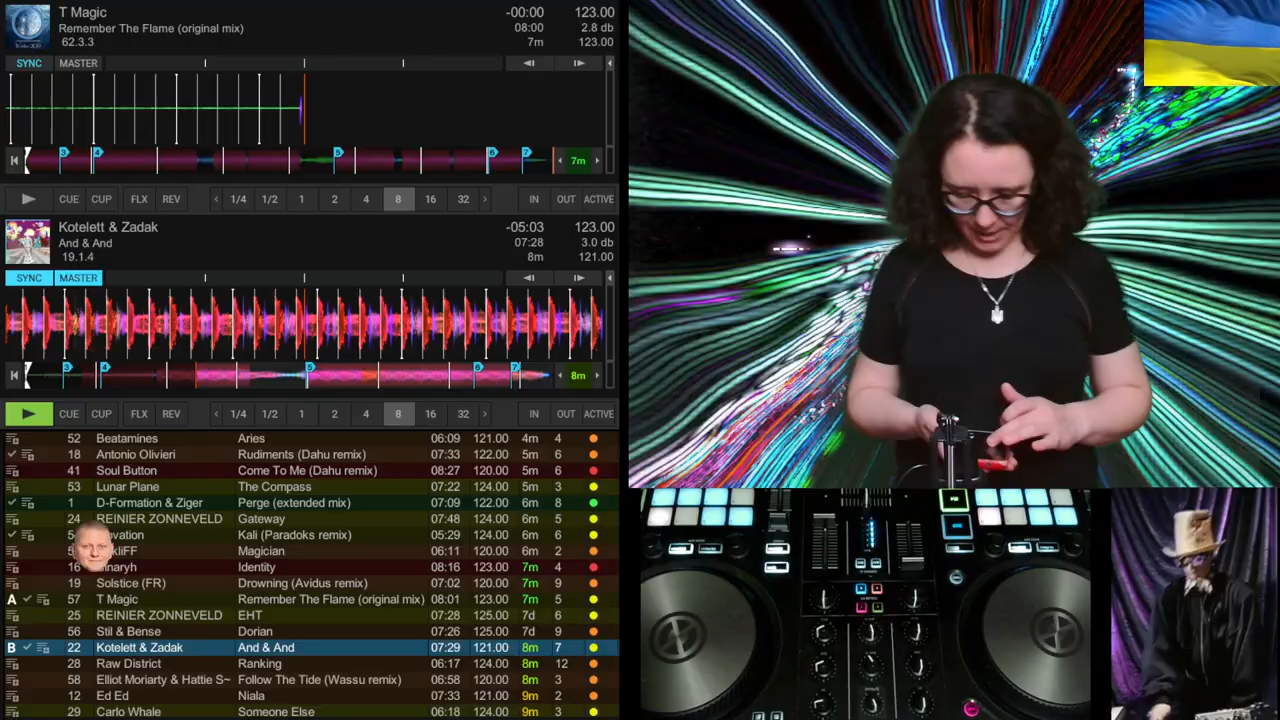 T Magic -00:00 123.00
Remember The Flame (original mix) 08:00 2.8 db
62.3.3 7m 123.00
SYNC MASTER
3 4 5 6 7 7m
CUE CUP FLX REV 1/4 1/2 1 2 4 8 16 32 IN OUT ACTIVE
Kotelett & Zadak -05:03 123.00
And & And 07:28 3.0 db
19.1.4 8m 121.00
SYNC MASTER
3 4 5 6 7 8m
CUE CUP FLX REV 1/4 1/2 1 2 4 8 16 32 IN OUT ACTIVE
52 Beatamines Aries 06:09 121.00 4m 4
18 Antonio Olivieri Rudiments (Dahu remix) 07:33 122.00 5m 6
41 Soul Button Come To Me (Dahu remix) 08:27 120.00 5m 6
53 Lunar Plane The Compass 07:22 124.00 5m 3
1 D-Formation & Ziger Perge (extended mix) 07:09 122.00 6m 8
24 REINIER ZONNEVELD Gateway 07:48 124.00 6m 5
Kali (Paradoks remix) 05:29 124.00 6m 5
Magician 06:11 124.00 6m 2
16 Identity 08:16 123.00 7m 4
19 Solstice (FR) Drowning (Avidus remix) 07:02 122.00 7m 9
A 57 T Magic Remember The Flame (original mix) 08:01 123.00 7m 5
25 REINIER ZONNEVELD EHT 07:28 125.00 7d 6
56 Stil & Bense Dorian 07:26 125.00 7d 9
B 22 Kotelett & Zadak And & And 07:29 121.00 8m 7
28 Raw District Ranking 06:17 124.00 8m 12
58 Elliot Moriarty & Hattie S~ Follow The Tide (Wassu remix) 06:58 120.00 8m 3
12 Ed Ed Niala 07:33 121.00 9m 2
29 Carlo Whale Someone Else 06:18 124.00 9m 3